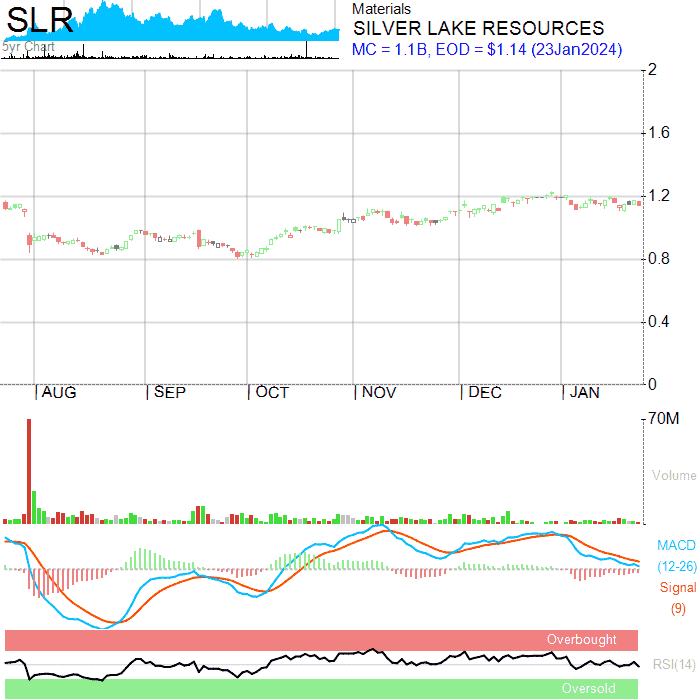 SLR
5yr Chart
Materials
SILVER LAKE RESOURCES
MC = 1.1B, EOD = $1.14 (23Jan2024)
2
1.6
1.2
0.8
0.4
0
AUG SEP OCT NOV DEC JAN
70M
Volume
MACD
(12-26)
Signal
(9)
Overbought
RSI(14)
Oversold